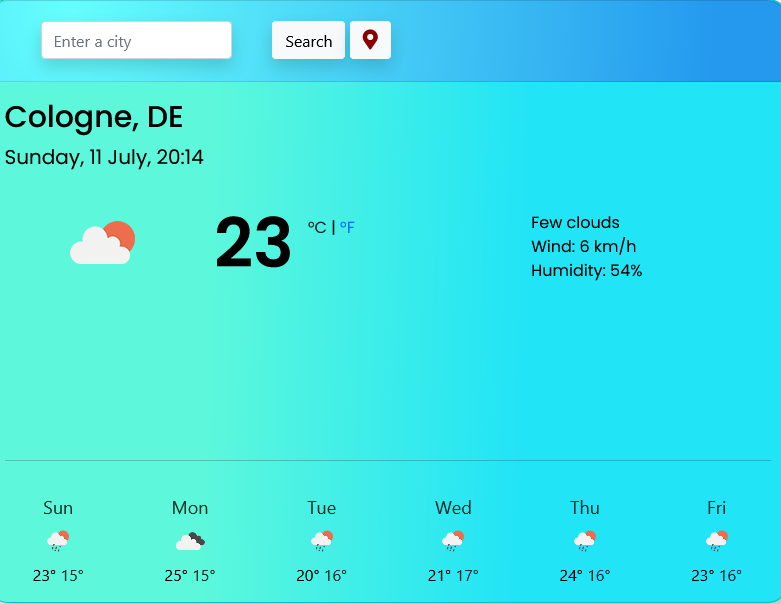 Enter a city
Search
Cologne, DE
Sunday, 11 July, 20:14
23 °C | °F
Few clouds
Wind: 6 km/h
Humidity: 54%
Sun Mon Tue Wed Thu Fri
23° 15° 25° 15° 20° 16° 21° 17° 24° 16° 23° 16°